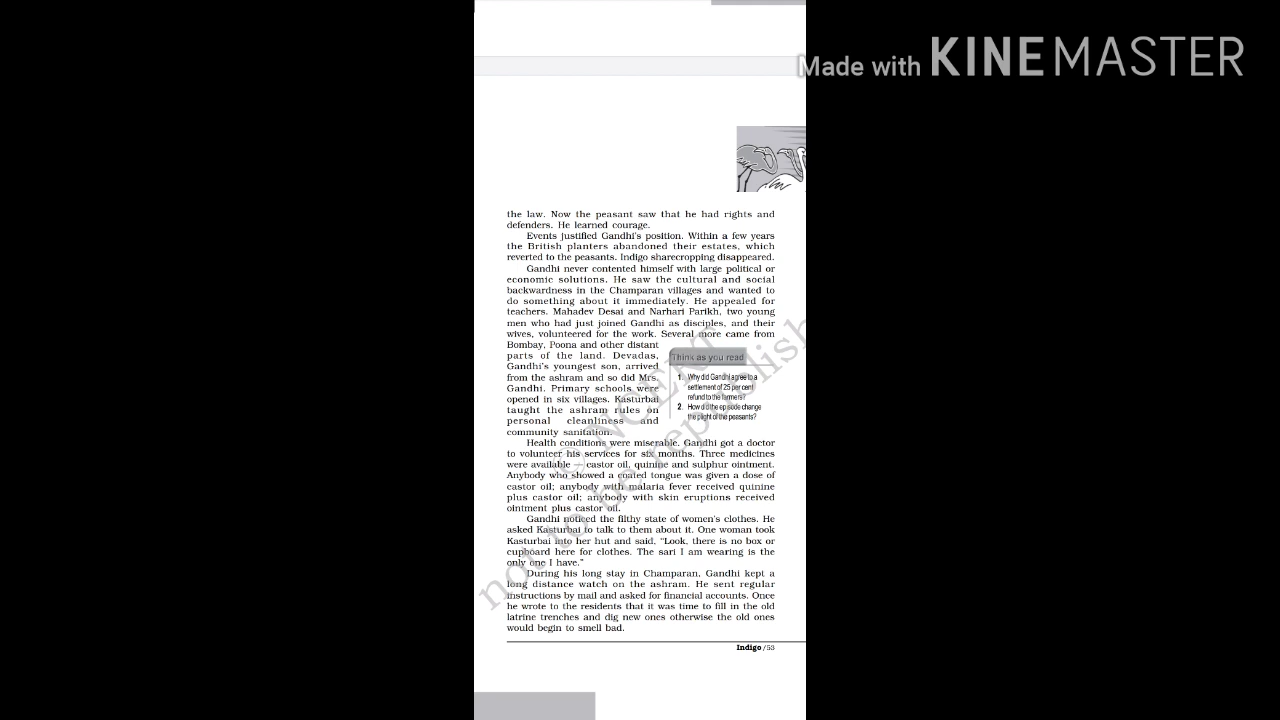 Made with KINEMASTER
the law. Now the peasant saw that he had rights and
defenders. He learned courage.
Events justified Gandhi's position. Within a few years
the British planters abandoned their estates, which
reverted to the peasants. Indigo sharecropping disappeared.
Gandhi never contented himself with large political or
economic solutions. He saw the cultural and social
backwardness in the Champaran villages and wanted to
do something about it immediately. He appealed for
teachers. Mahadev Desai and Narhari Parikh, two young
men who had just joined Gandhi as disciples, and their
wives, volunteered for the work. Several more came from
Bombay, Poona and other distant
parts of the land. Devadas,
Gandhi's youngest son, arrived
from the ashram and so did Mrs.
Gandhi. Primary schools were
opened in six villages. Kasturbai
taught the ashram rules on
personal cleanliness and
community sanitation.
Think as you read
1. Why did Gandhi agree to a
settlement of 25 per cent
refund to the farmers?
2. How did the episode change
the plight of the peasants?
Health conditions were miserable. Gandhi got a doctor
to volunteer his services for six months. Three medicines
were available — castor oil, quinine and sulphur ointment.
Anybody who showed a coated tongue was given a dose of
castor oil; anybody with malaria fever received quinine
plus castor oil; anybody with skin eruptions received
ointment plus castor oil.
Gandhi noticed the filthy state of women's clothes. He
asked Kasturbai to talk to them about it. One woman took
Kasturbai into her hut and said, "Look, there is no box or
cupboard here for clothes. The sari I am wearing is the
only one I have."
During his long stay in Champaran, Gandhi kept a
long distance watch on the ashram. He sent regular
instructions by mail and asked for financial accounts. Once
he wrote to the residents that it was time to fill in the old
latrine trenches and dig new ones otherwise the old ones
would begin to smell bad.
Indigo /53
© NCERT
not to be republish